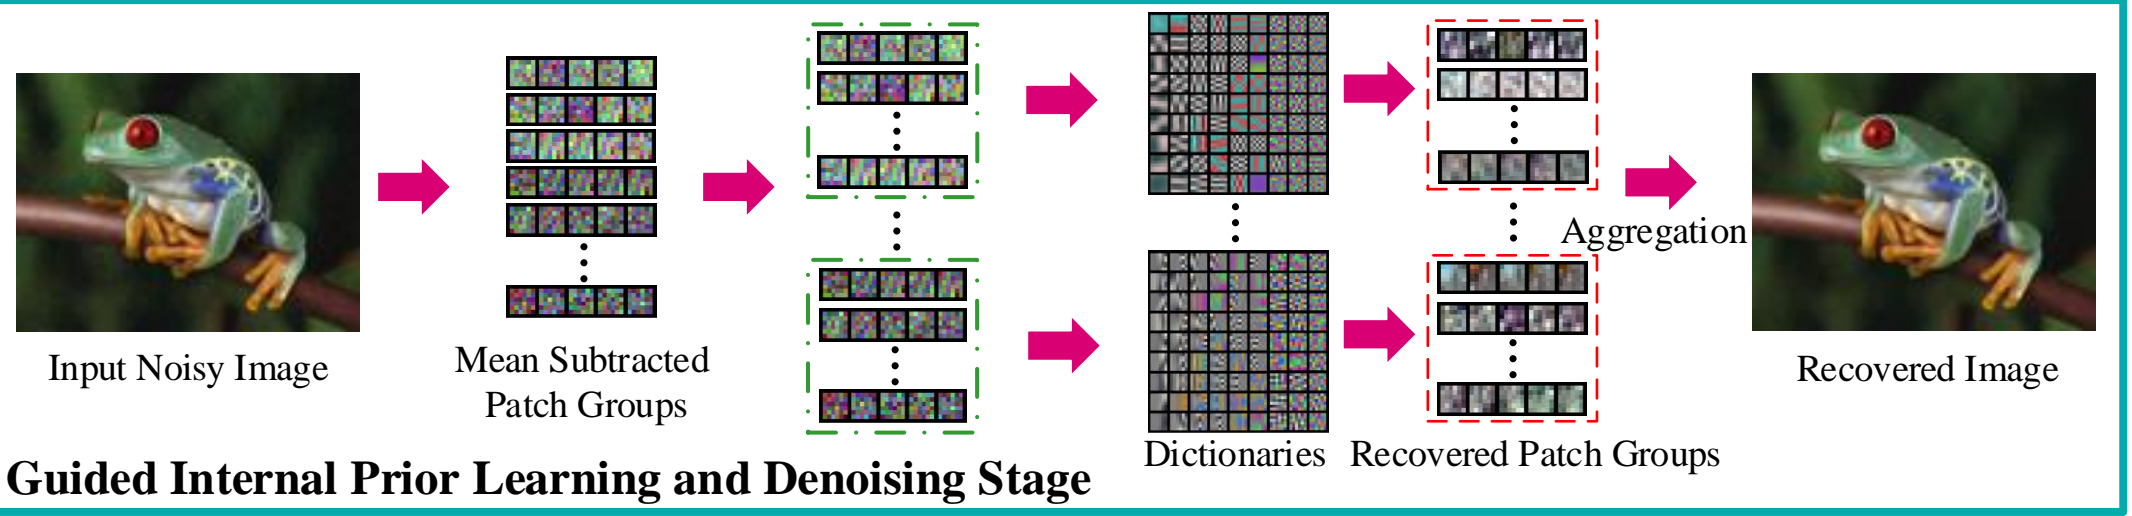 Input Noisy Image
Mean Subtracted
Patch Groups
Dictionaries
Recovered Patch Groups
Aggregation
Recovered Image
Guided Internal Prior Learning and Denoising Stage